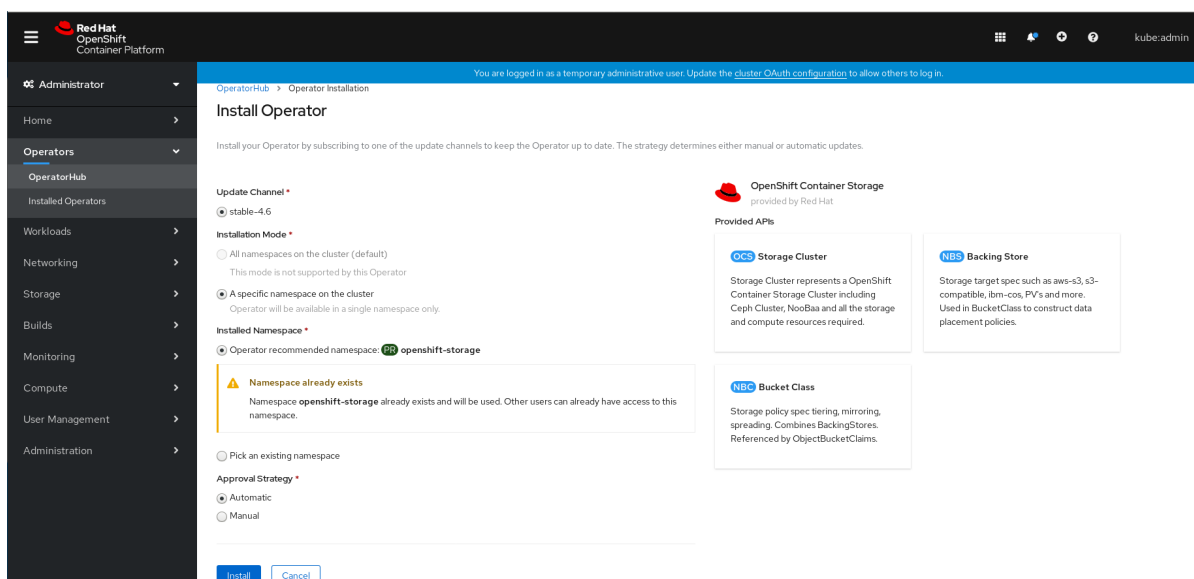 Red Hat
OpenShift
Container Platform
kube:admin
You are logged in as a temporary administrative user. Update the cluster OAuth configuration to allow others to log in.
Administrator
Home
Operators
OperatorHub
Installed Operators
Workloads
Networking
Storage
Builds
Monitoring
Compute
User Management
Administration
OperatorHub > Operator Installation
Install Operator
Install your Operator by subscribing to one of the update channels to keep the Operator up to date. The strategy determines either manual or automatic updates.
Update Channel *
stable-4.6
Installation Mode *
All namespaces on the cluster (default)
This mode is not supported by this Operator
A specific namespace on the cluster
Operator will be available in a single namespace only.
Installed Namespace *
Operator recommended namespace: PR openshift-storage
Namespace already exists
Namespace openshift-storage already exists and will be used. Other users can already have access to this
namespace.
Pick an existing namespace
Approval Strategy *
Automatic
Manual
Install
Cancel
OpenShift Container Storage
provided by Red Hat
Provided APIs
OCS Storage Cluster
Storage Cluster represents a OpenShift
Container Storage Cluster including
Ceph Cluster, NooBaa and all the storage
and compute resources required.
NBS Backing Store
Storage target spec such as aws-s3, s3-
compatible, ibm-cos, PV's and more.
Used in BucketClass to construct data
placement policies.
NBC Bucket Class
Storage policy spec tiering, mirroring,
spreading. Combines BackingStores.
Referenced by ObjectBucketClaims.